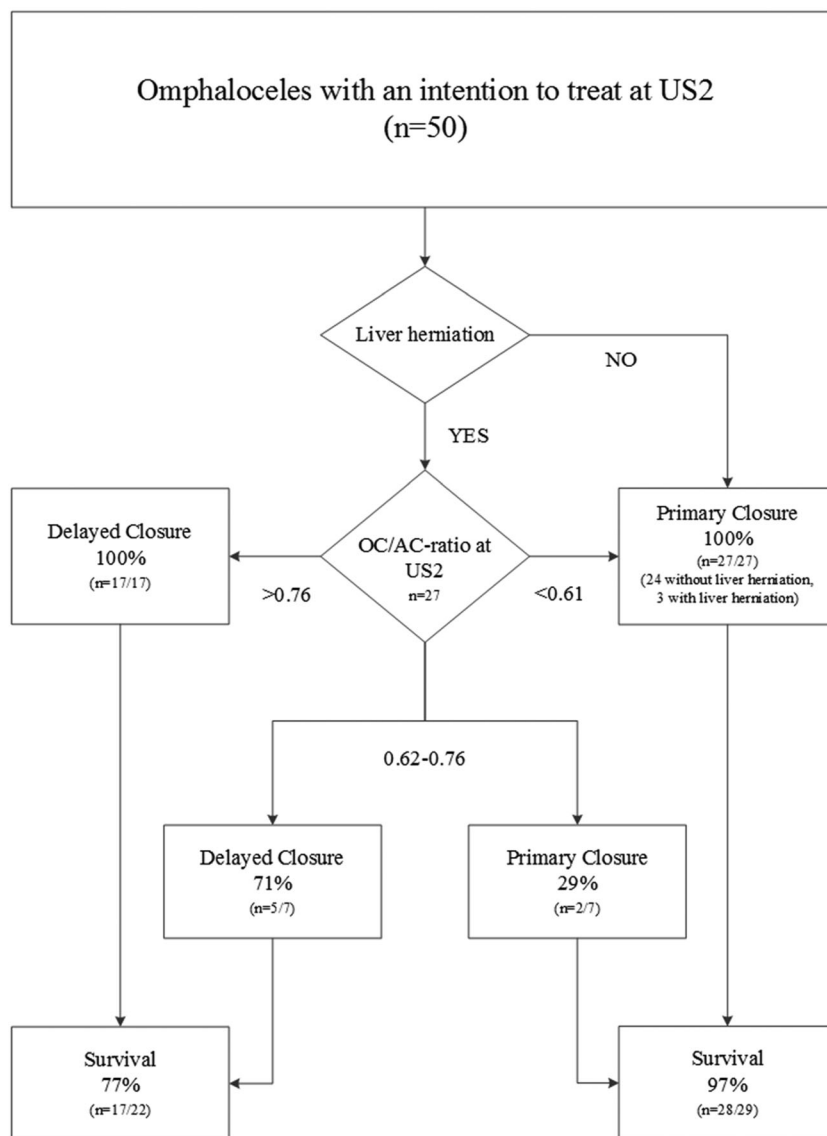 Omphaloceles with an intention to treat at US2
(n=50)
Liver herniation
NO
YES
Delayed Closure
100%
(n=17/17)
>0.76
OC/AC-ratio at
US2
n=27
<0.61
Primary Closure
100%
(n=27/27)
(24 without liver herniation,
3 with liver herniation)
0.62-0.76
Delayed Closure
71%
(n=5/7)
Primary Closure
29%
(n=2/7)
Survival
77%
(n=17/22)
Survival
97%
(n=28/29)